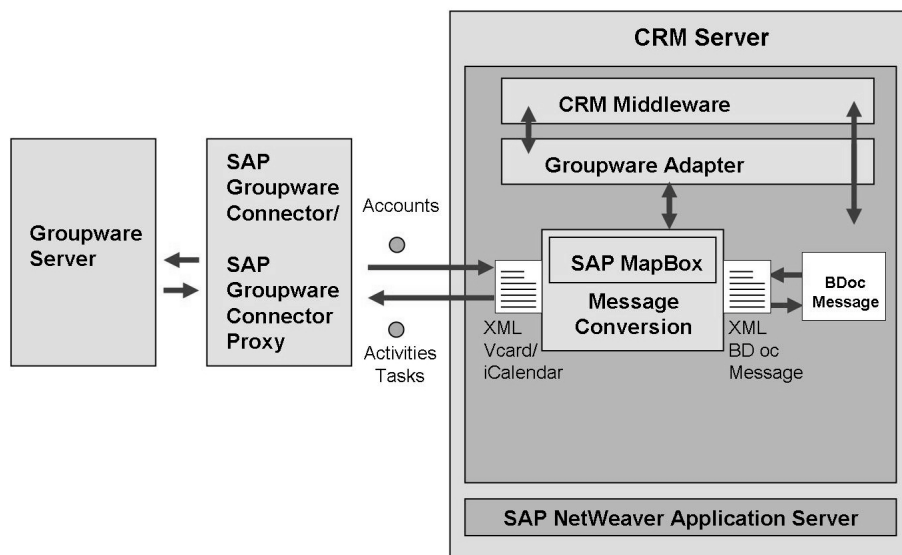 CRM Server
CRM Middleware
Groupware Adapter
SAP
Groupware
Connector/
SAP
Groupware
Connector
Proxy
Groupware
Server
Accounts
Activities
Tasks
SAP MapBox
Message
Conversion
XML
Vcard/
iCalendar
XML
BD oc
Message
BDoc
Message
SAP NetWeaver Application Server